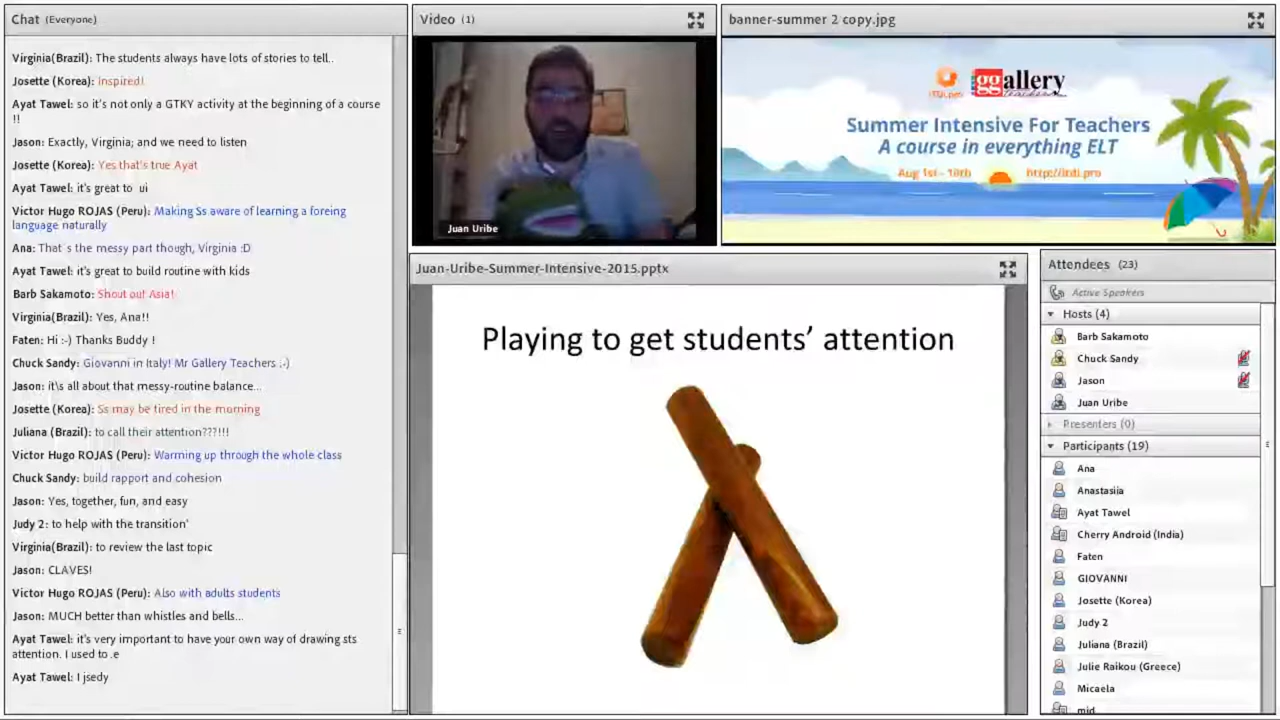 Chat (Everyone)
Virginia(Brazil): The students always have lots of stories to tell..
Josette (Korea): Inspired!
Ayat Tawel: so it's not only a GTKY activity at the beginning of a course
!!
Jason: Exactly, Virginia; and we need to listen
Josette (Korea): Yes that's true Ayat
Ayat Tawel: it's great to ui
Victor Hugo ROJAS (Peru): Making Ss aware of learning a foreing
language naturally
Ana: That´s the messy part though, Virginia :D
Ayat Tawel: it's great to build routine with kids
Barb Sakamoto: Shout out Asia!
Virginia(Brazil): Yes, Ana!!
Faten: Hi :-) Thanks Buddy !
Chuck Sandy: Giovanni in Italy! Mr Gallery Teachers :-)
Jason: it\s all about that messy-routine balance...
Josette (Korea): Ss may be tired in the morning
Juliana (Brazil): to call their attention???!!!
Victor Hugo ROJAS (Peru): Warming up through the whole class
Chuck Sandy: build rapport and cohesion
Jason: Yes, together, fun, and easy
Judy 2: to help with the transition'
Virginia(Brazil): to review the last topic
Jason: CLAVES!
Victor Hugo ROJAS (Peru): Also with adults students
Jason: MUCH better than whistles and bells...
Ayat Tawel: it's very important to have your own way of drawing sts
attention. I used to .e
Ayat Tawel: I jsedy
Video (1)
Juan Uribe
banner-summer 2 copy.jpg
iTDi.pro
ggallery
teachers
Summer Intensive For Teachers
A course in everything ELT
Aug 1st - http://itdi.pro
Juan-Uribe-Summer-Intensive-2015.pptx
Playing to get students' attention
Attendees (23)
Active Speakers
Hosts (4)
Barb Sakamoto
Chuck Sandy
Jason
Juan Uribe
Presenters (0)
Participants (19)
Ana
Anastasiia
Ayat Tawel
Cherry Android (India)
Faten
GIOVANNI
Josette (Korea)
Judy 2
Juliana (Brazil)
Julie Raikou (Greece)
Micaela
mid